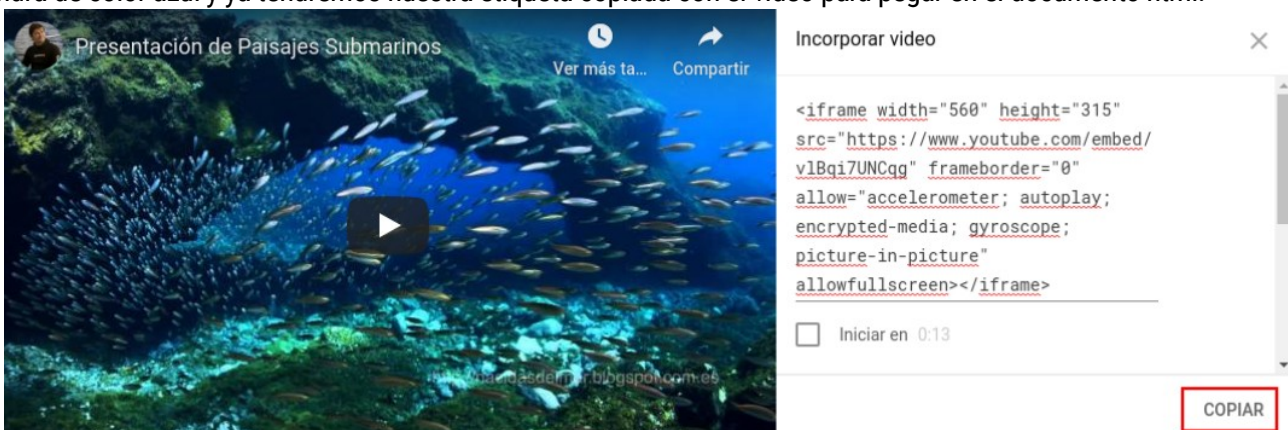 Presentación de Paisajes Submarinos
Ver más ta...
Compartir
Incorporar video
<iframe width="560" height="315"
src="https://www.youtube.com/embed/
vlBqi7UNCqg" frameborder="0"
allow="accelerometer; autoplay;
encrypted-media; gyroscope;
picture-in-picture"
allowfullscreen></iframe>
Iniciar en 0:13
COPIAR